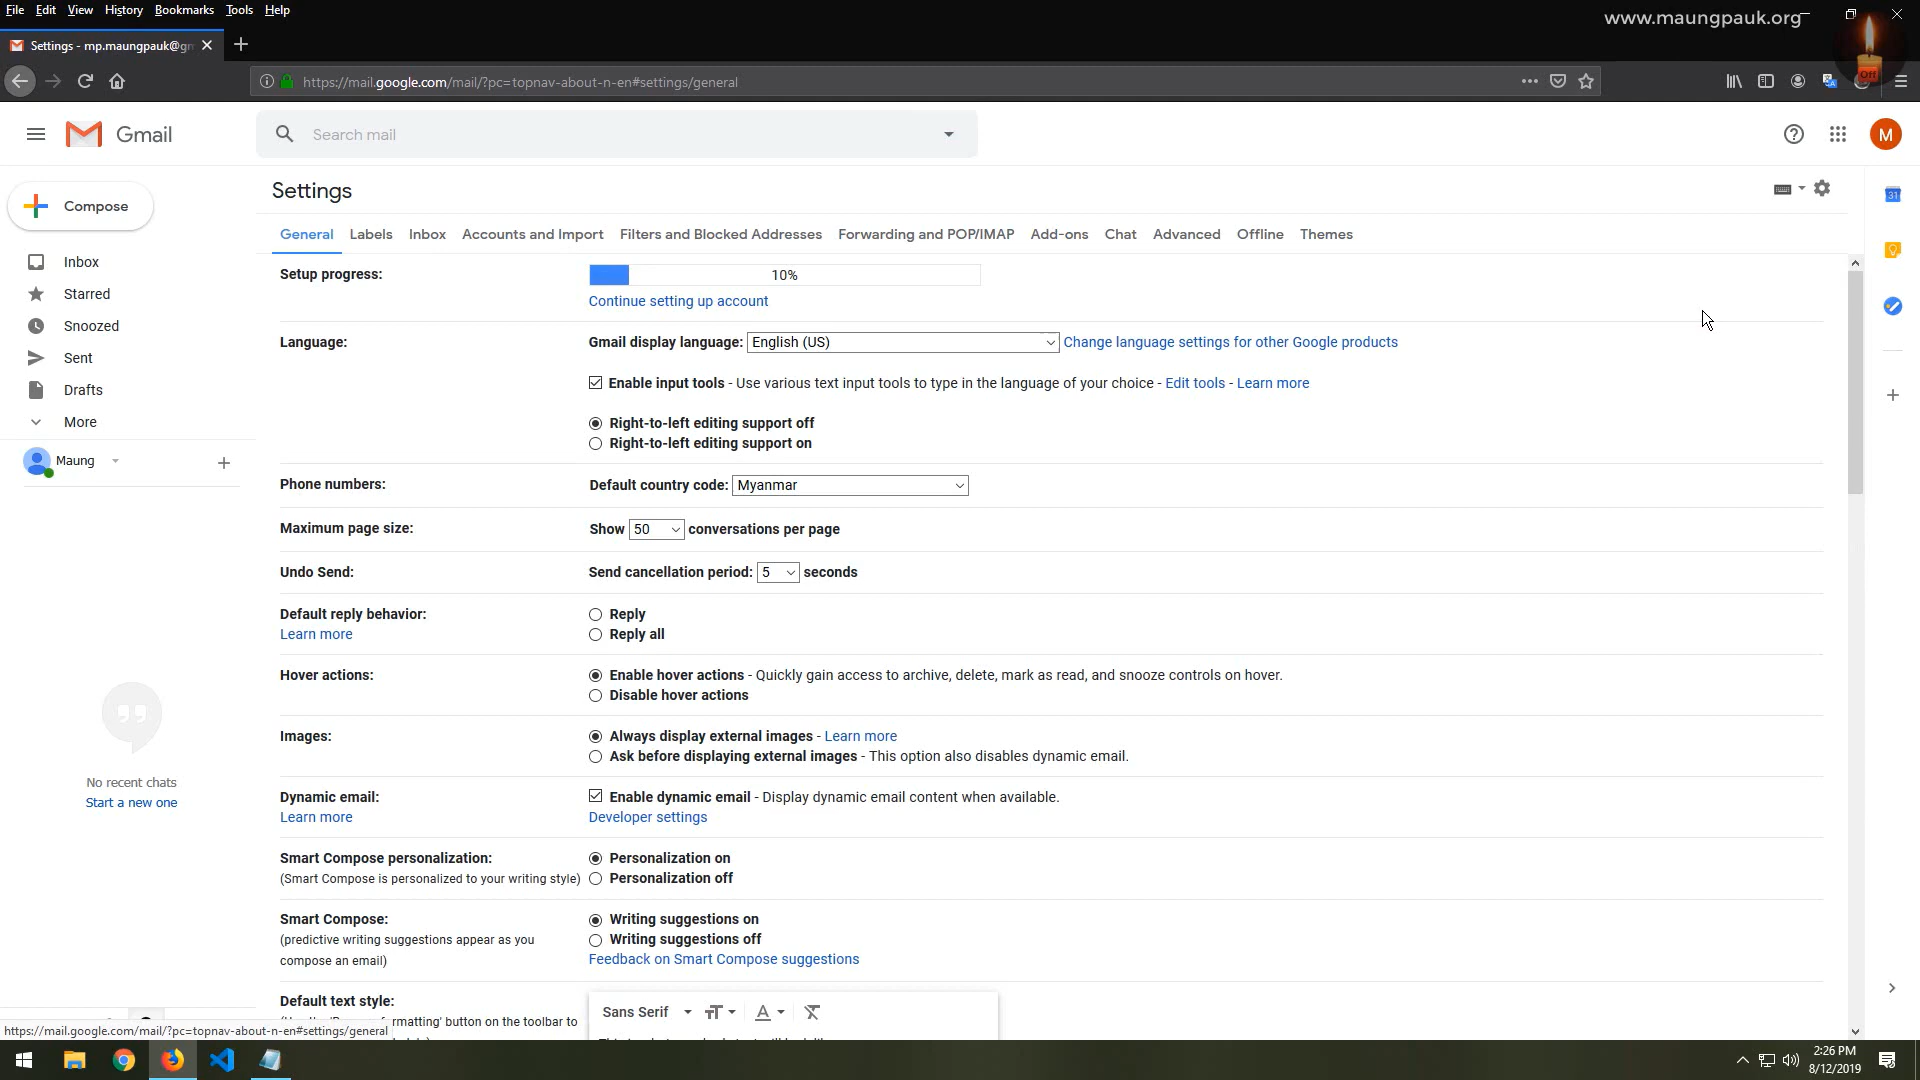 File Edit View History Bookmarks Tools Help
www.maungpauk.org
Settings - mp.maungpauk@gm
Off
https://mail.google.com/mail/?pc=topnav-about-n-en#settings/general
Gmail
Search mail
M
Compose
Inbox
Starred
Snoozed
Sent
Drafts
More
Maung
No recent chats
Start a new one
Settings
31
General Labels Inbox Accounts and Import Filters and Blocked Addresses Forwarding and POP/IMAP Add-ons Chat Advanced Offline Themes
Setup progress: 10%
Continue setting up account
Language: Gmail display language: English (US) Change language settings for other Google products
Enable input tools - Use various text input tools to type in the language of your choice - Edit tools - Learn more
Right-to-left editing support off
Right-to-left editing support on
Phone numbers: Default country code: Myanmar
Maximum page size: Show 50 conversations per page
Undo Send: Send cancellation period: 5 seconds
Default reply behavior: Reply
Learn more Reply all
Hover actions: Enable hover actions - Quickly gain access to archive, delete, mark as read, and snooze controls on hover.
Disable hover actions
Images: Always display external images - Learn more
Ask before displaying external images - This option also disables dynamic email.
Dynamic email: Enable dynamic email - Display dynamic email content when available.
Learn more Developer settings
Smart Compose personalization: Personalization on
(Smart Compose is personalized to your writing style) Personalization off
Smart Compose: Writing suggestions on
(predictive writing suggestions appear as you Writing suggestions off
compose an email) Feedback on Smart Compose suggestions
Default text style: Sans Serif
rmatting' button on the toolbar to
https://mail.google.com/mail/?pc=topnav-about-n-en#settings/general
2:26 PM
8/12/2019